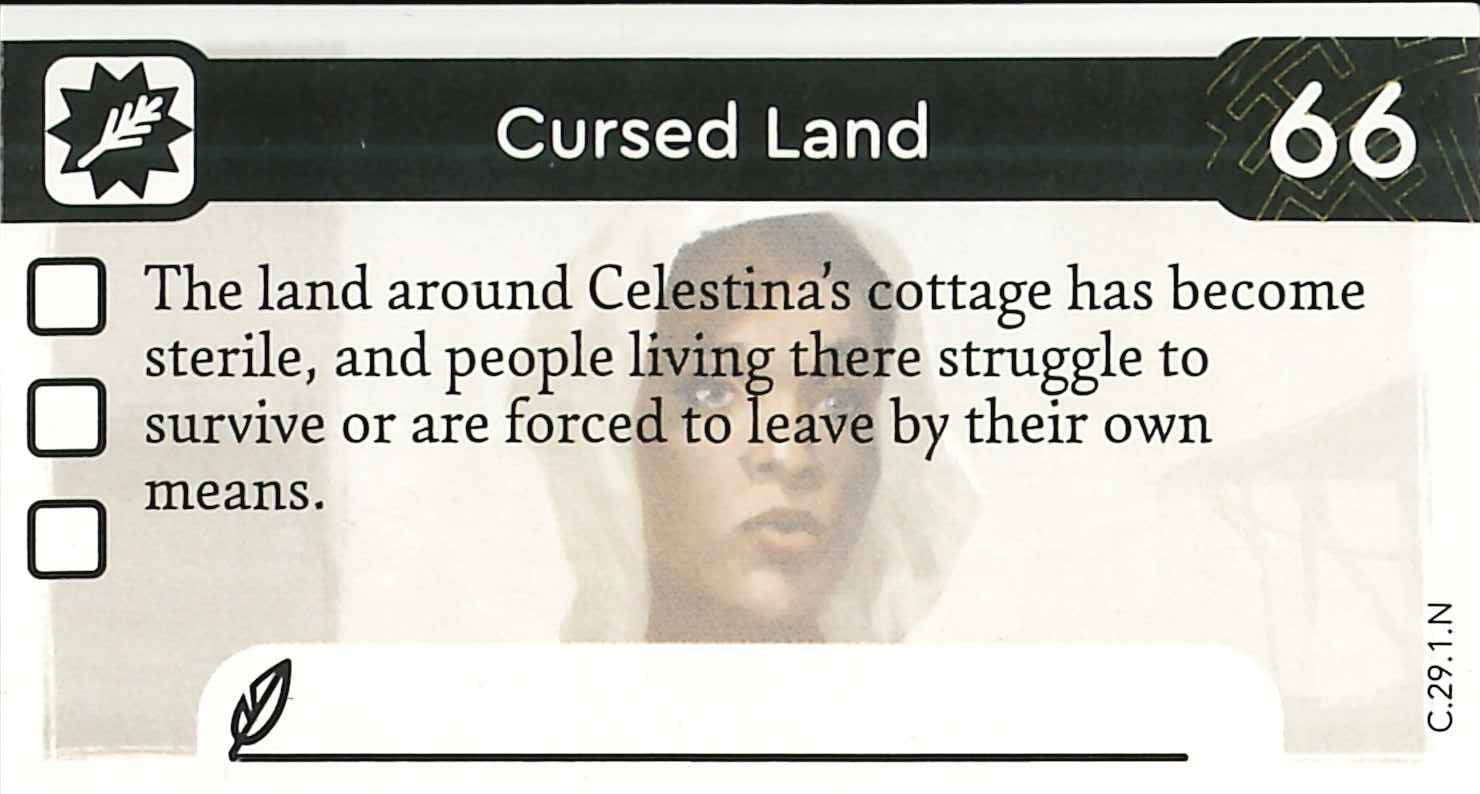 Cursed Land
66
The land around Celestina's cottage has become
sterile, and people living there struggle to
survive or are forced to leave by their own
means.
C.29.1.N